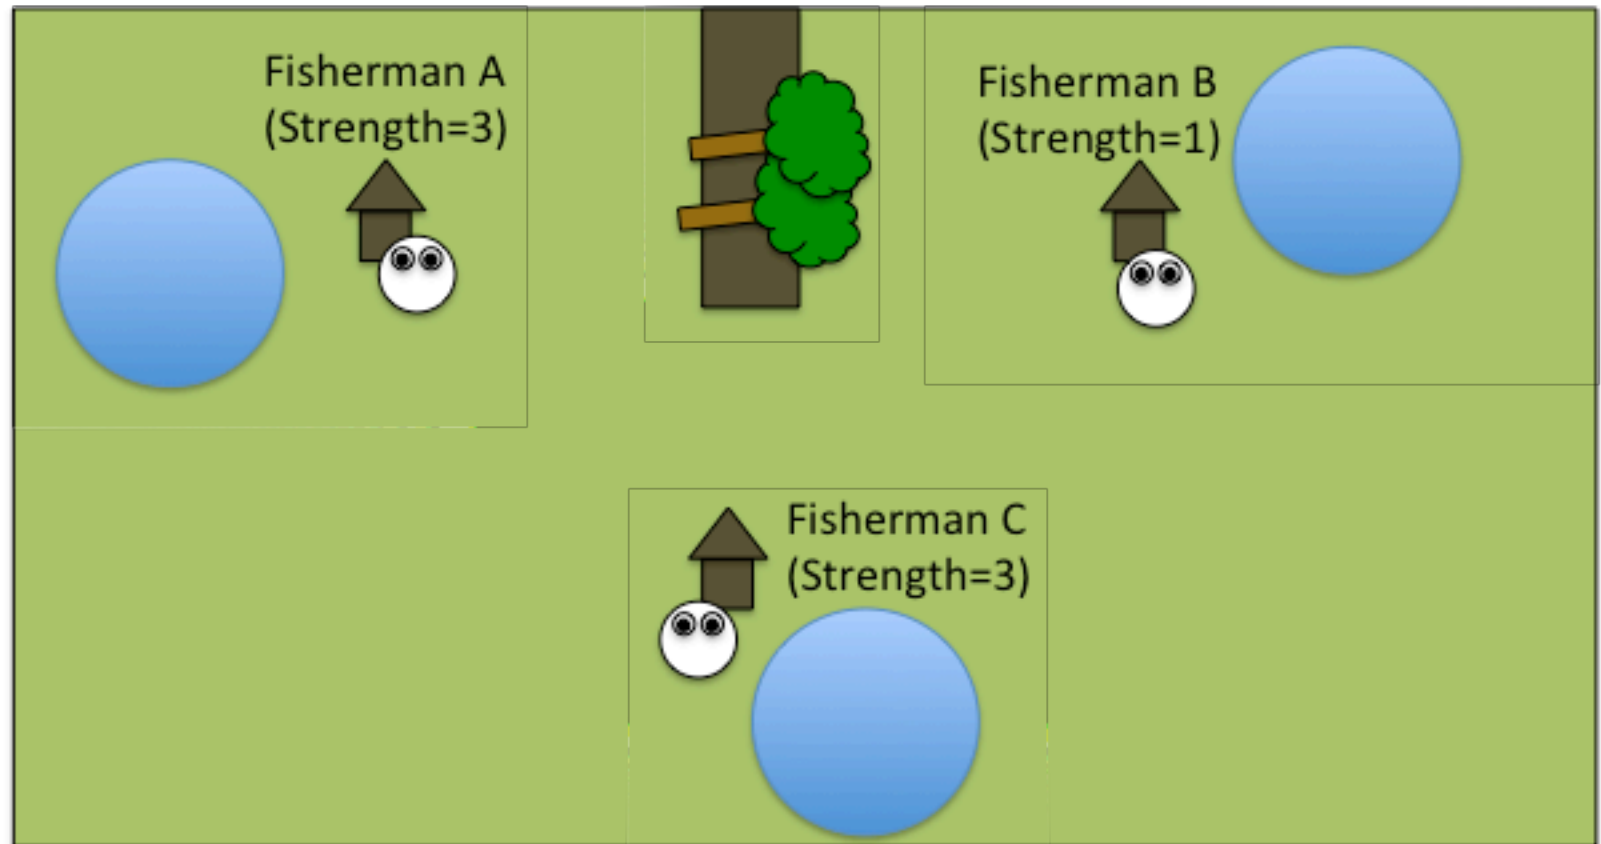 Fisherman A
(Strength=3)
Fisherman B
(Strength=1)
Fisherman C
(Strength=3)